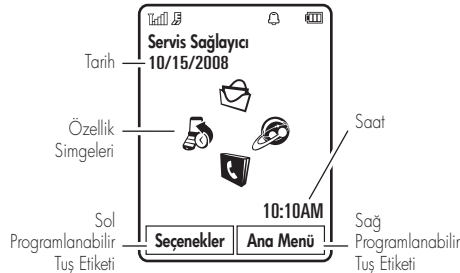 Servis Sağlayıcı
Tarih
10/15/2008
Özellik
Simgeleri
Saat
10:10AM
Sol
Programlanabilir
Tuş Etiketi
Seçenekler
Ana Menü
Sağ
Programlanabilir
Tuş Etiketi